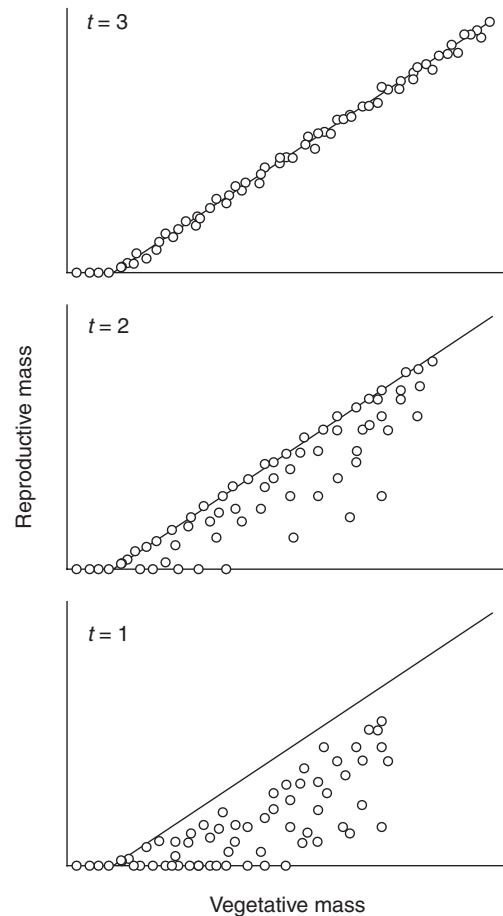 t = 3
t = 2
Reproductive mass
t = 1
Vegetative mass